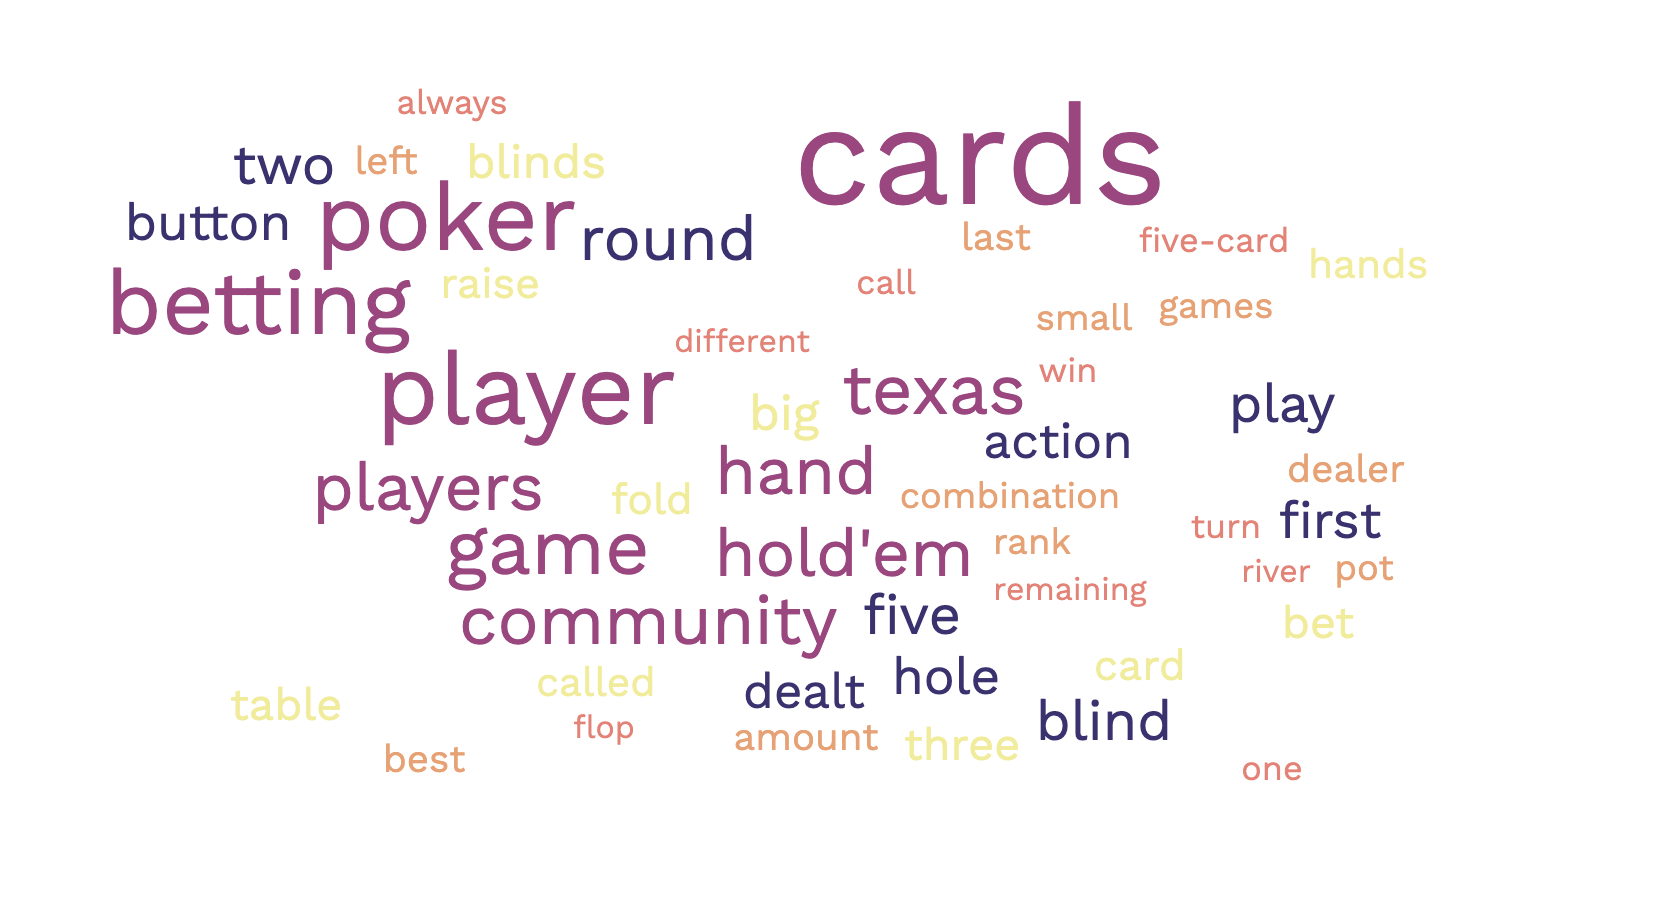 always
cards
two left blinds
button poker round
last five-card hands
betting raise call
small games
different
player texas win
big play
action
players hand dealer
fold combination
turn first
game hold'em rank
river pot
remaining
community five bet
called dealt hole card
table blind
flop amount three
best one